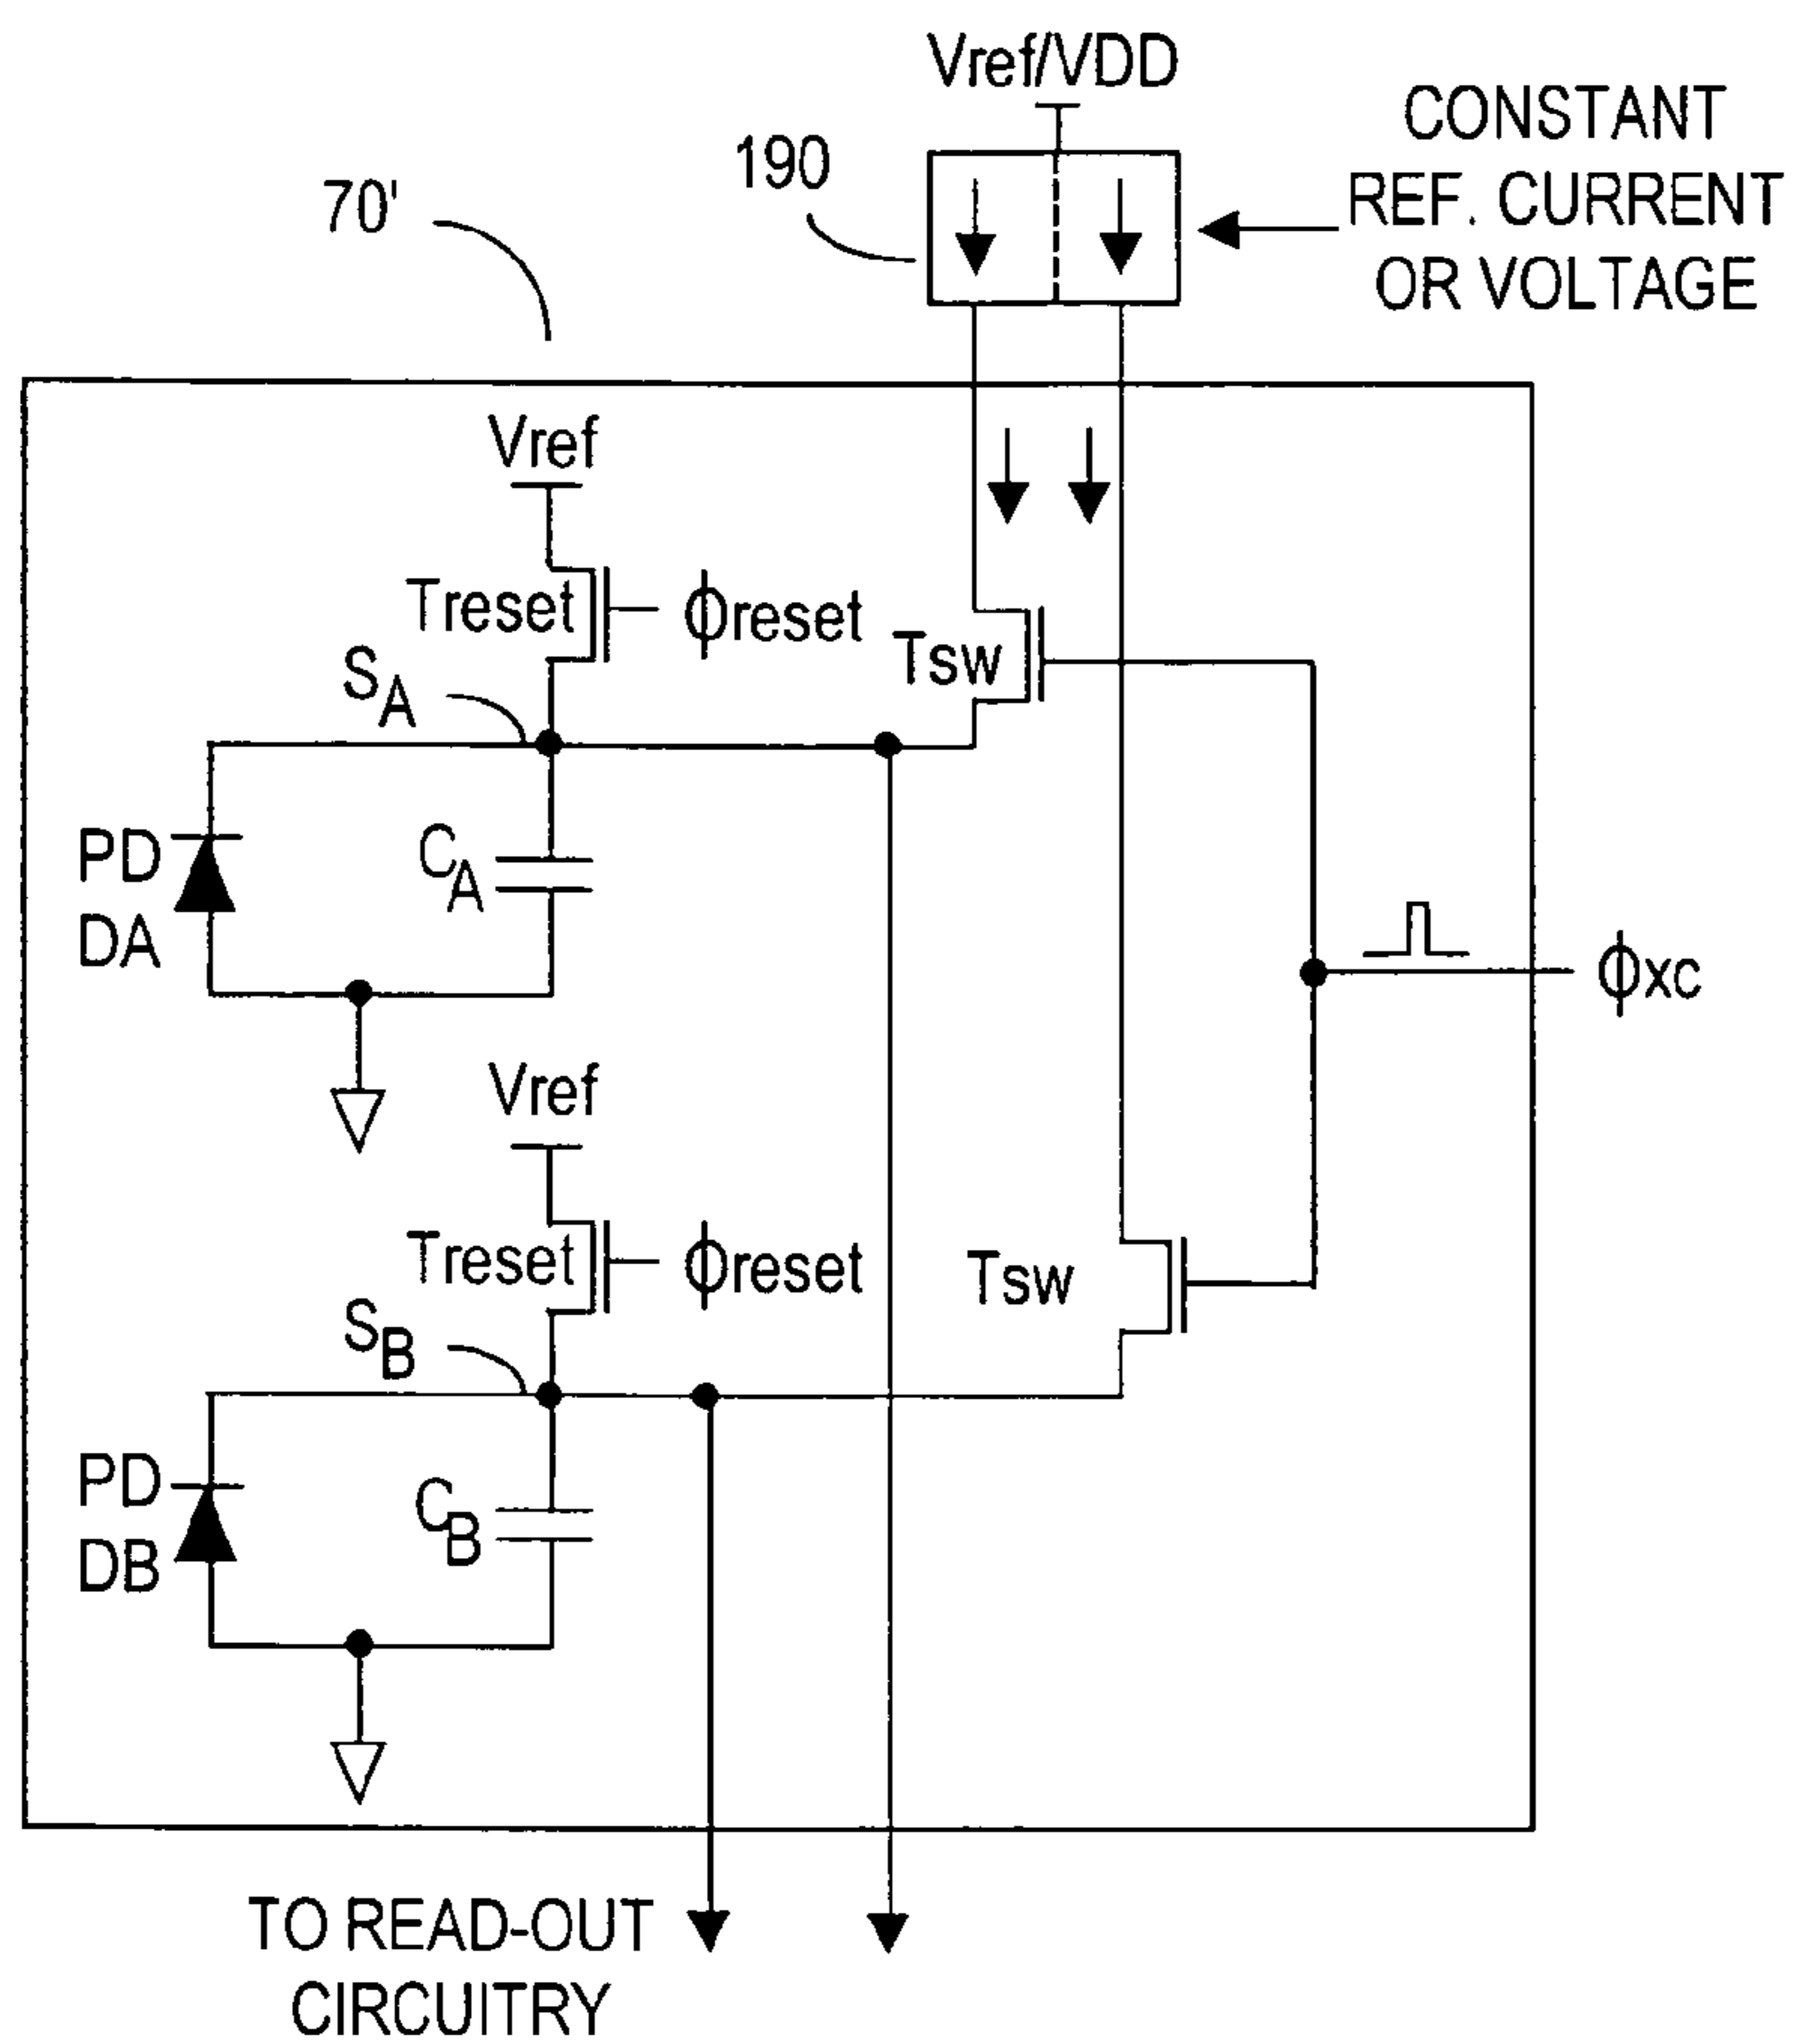 Vref/VDD
CONSTANT
REF. CURRENT
OR VOLTAGE
190
70'
Vref
Treset
ϕreset
Tsw
SA
PD
DA
CA
ϕxc
Vref
Treset
ϕreset
Tsw
SB
PD
DB
CB
TO READ-OUT
CIRCUITRY